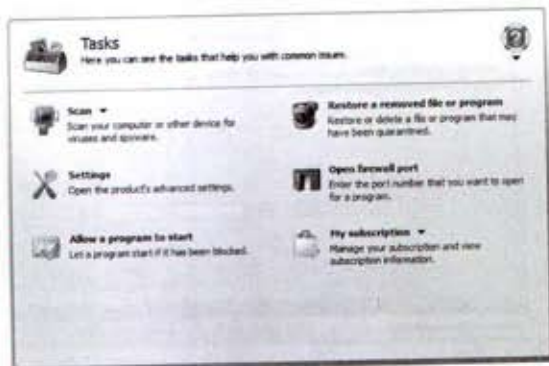 Tasks
Here you can see the tasks that help you with common issues.
Scan
Scan your computer or other device for
viruses and spyware.
Settings
Open the product's advanced settings.
Allow a program to start
Let a program start if it has been blocked.
Restore a removed file or program
Restore or delete a file or program that may
have been quarantined.
Open firewall port
Enter the port number that you want to open
for a program.
My subscription
Manage your subscription and view
subscription information.